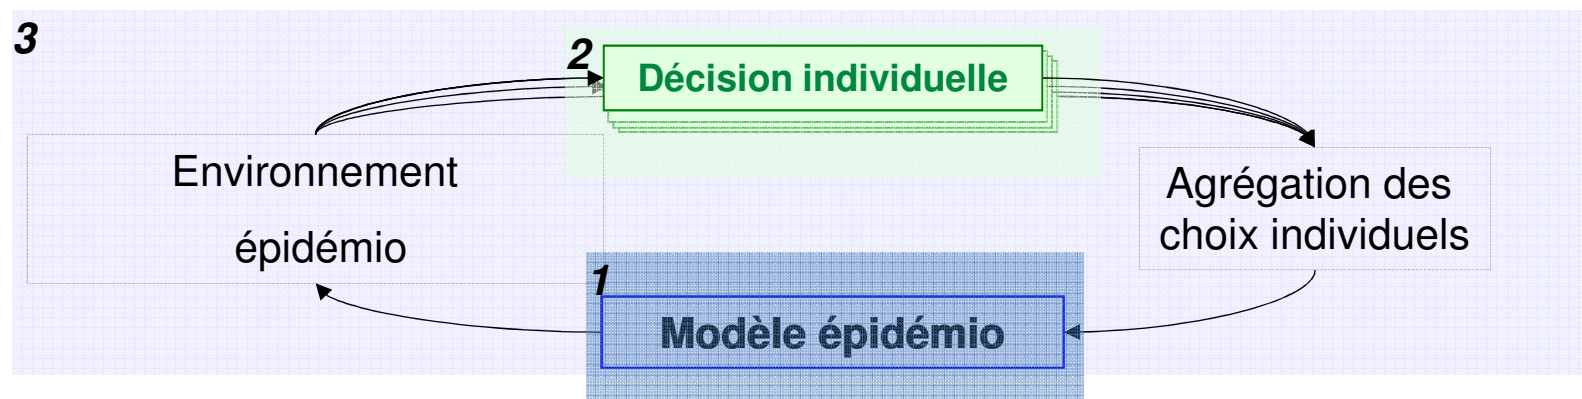 3
2
Décision individuelle
Environnement
épidémio
Agrégation des
choix individuels
1
Modèle épidémio